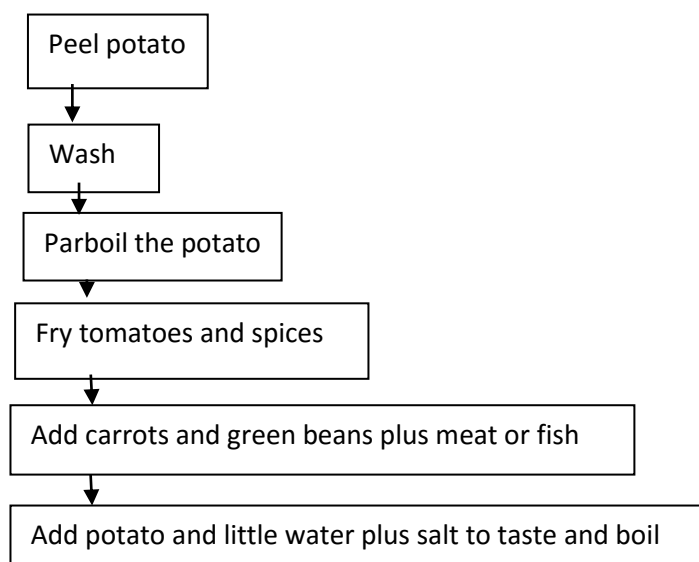 Peel potato
Wash
Parboil the potato
Fry tomatoes and spices
Add carrots and green beans plus meat or fish
Add potato and little water plus salt to taste and boil